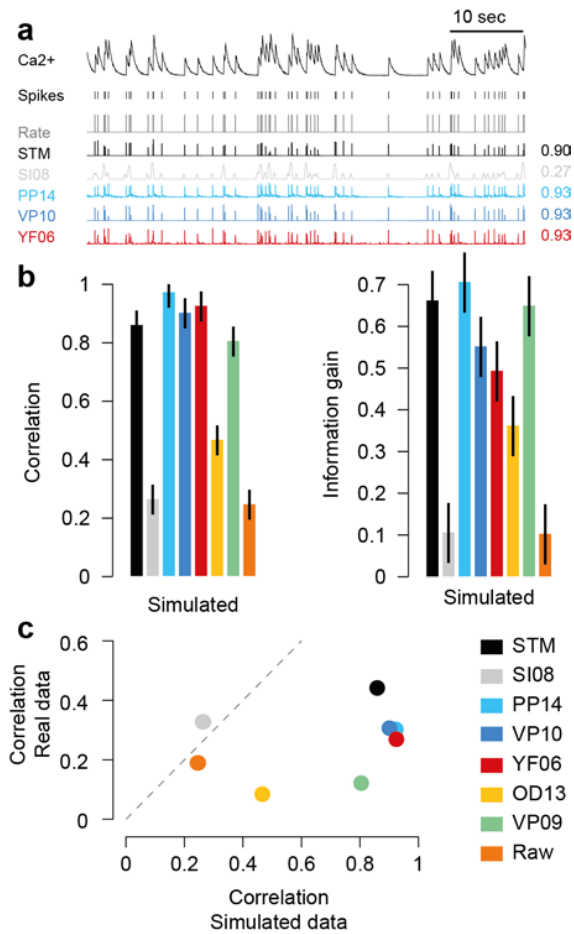 a
10 sec
Ca2+
Spikes
Rate
STM 0.90
SI08 0.27
PP14 0.93
VP10 0.93
YF06 0.93
b
Correlation
1
0.8
0.6
0.4
0.2
0
Simulated
Information gain
0.7
0.6
0.5
0.4
0.3
0.2
0.1
0
Simulated
c
Correlation
Real data
0.6
0.4
0.2
0
0 0.2 0.4 0.6 0.8 1
Correlation
Simulated data
STM
SI08
PP14
VP10
YF06
OD13
VP09
Raw